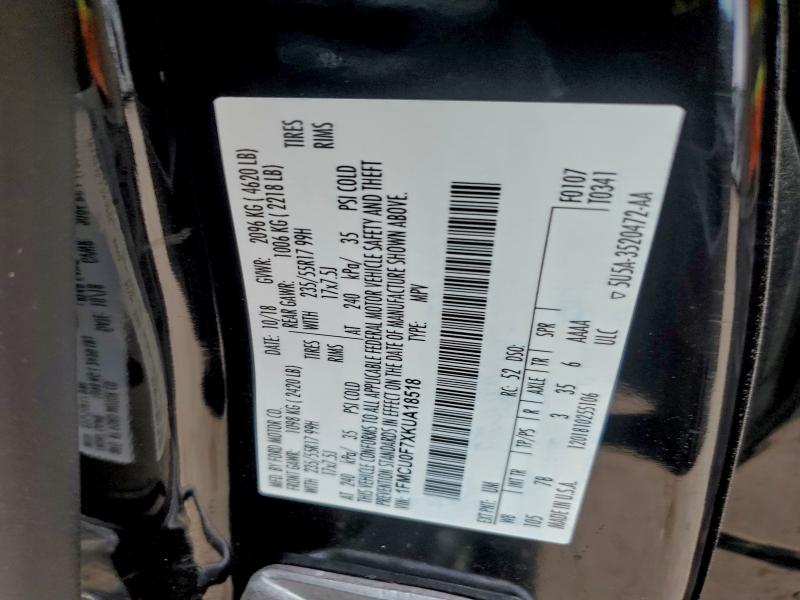 MFD. BY FORD MOTOR CO.
DATE: 10/18 GVWR: 2096 KG ( 4620 LB)
FRONT GAWR: 1098 KG ( 2420 LB) REAR GAWR: 1006 KG ( 2218 LB)
WITH 235/55R17 99H TIRES WITH 235/55R17 99H TIRES
17x7.5J RIMS 17x7.5J RIMS
AT 240 kPa/ 35 PSI COLD AT 240 kPa/ 35 PSI COLD
THIS VEHICLE CONFORMS TO ALL APPLICABLE FEDERAL MOTOR VEHICLE SAFETY AND THEFT
PREVENTION STANDARDS IN EFFECT ON THE DATE OF MANUFACTURE SHOWN ABOVE.
VIN: 1FMCU0F7XKUA18518 TYPE: MPV
EXT PNT: UM RC: 52 DSO: F0107
WB INT TR TP/PS R AXLE TR SPR T0341
105 7B 3 35 6 AAAA
MADE IN U.S.A. 120181025S106 ULC
5U5A-3520472-AA